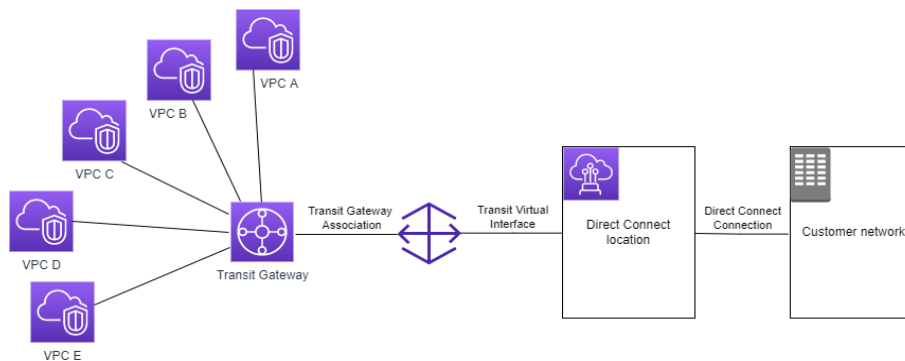 VPC A
VPC B
VPC C
VPC D
VPC E
Transit Gateway
Transit Gateway
Association
Transit Virtual
Interface
Direct Connect
location
Direct Connect
Connection
Customer network